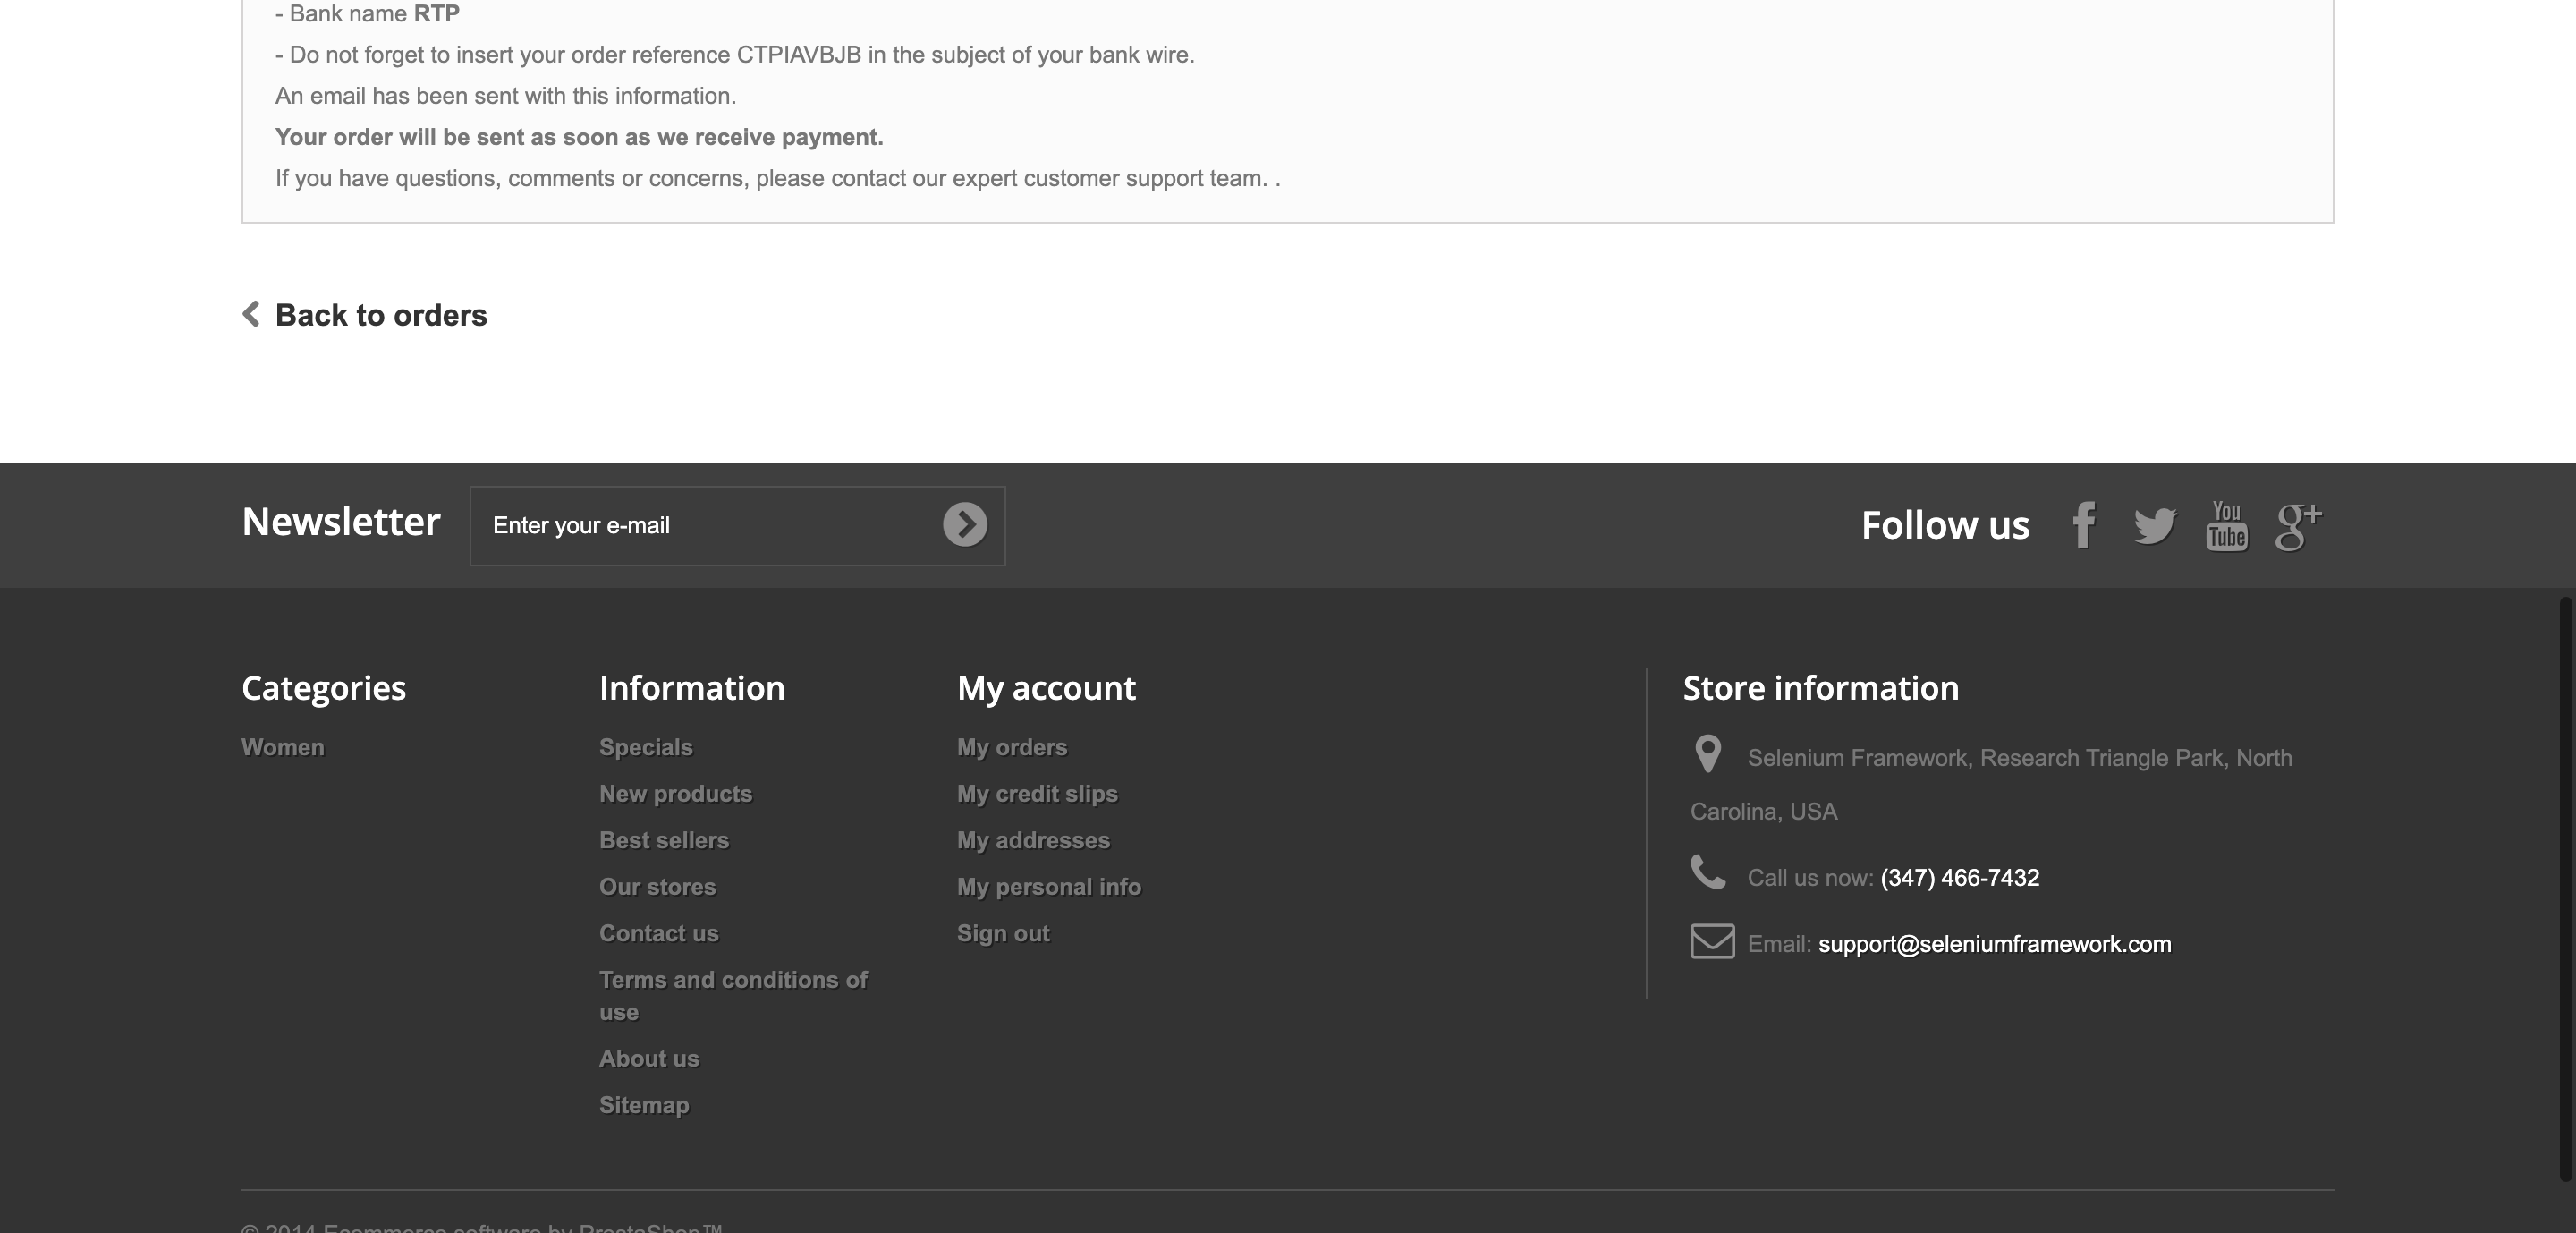 - Bank name RTP
- Do not forget to insert your order reference CTPIAVBJB in the subject of your bank wire.
An email has been sent with this information.
Your order will be sent as soon as we receive payment.
If you have questions, comments or concerns, please contact our expert customer support team. .
Back to orders
Newsletter
Enter your e-mail
Follow us
You
Tube
g+
Categories
Women
Information
Specials
New products
Best sellers
Our stores
Contact us
Terms and conditions of
use
About us
Sitemap
My account
My orders
My credit slips
My addresses
My personal info
Sign out
Store information
Selenium Framework, Research Triangle Park, North
Carolina, USA
Call us now: (347) 466-7432
Email: support@seleniumframework.com
© 2014 Ecommerce software by PrestaShop™